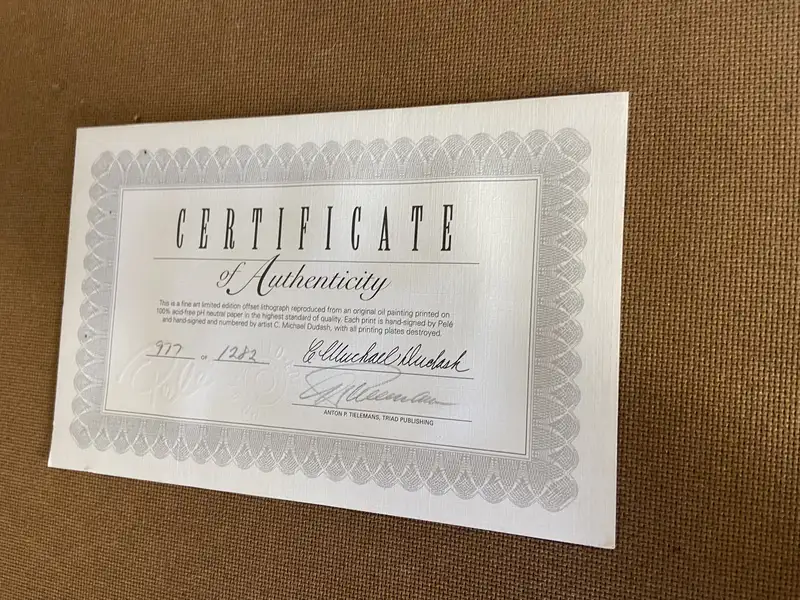 CERTIFICATE
of Authenticity
This is a fine art limited edition offset lithograph reproduced from an original oil painting printed on
100% acid-free pH neutral paper in the highest standard of quality. Each print is hand-signed by Pelé
and hand-signed and numbered by artist C. Michael Dudash, with all printing plates destroyed.
977 OF 1282 C Michael Dudash
ANTON P. TIELEMANS, TRIAD PUBLISHING